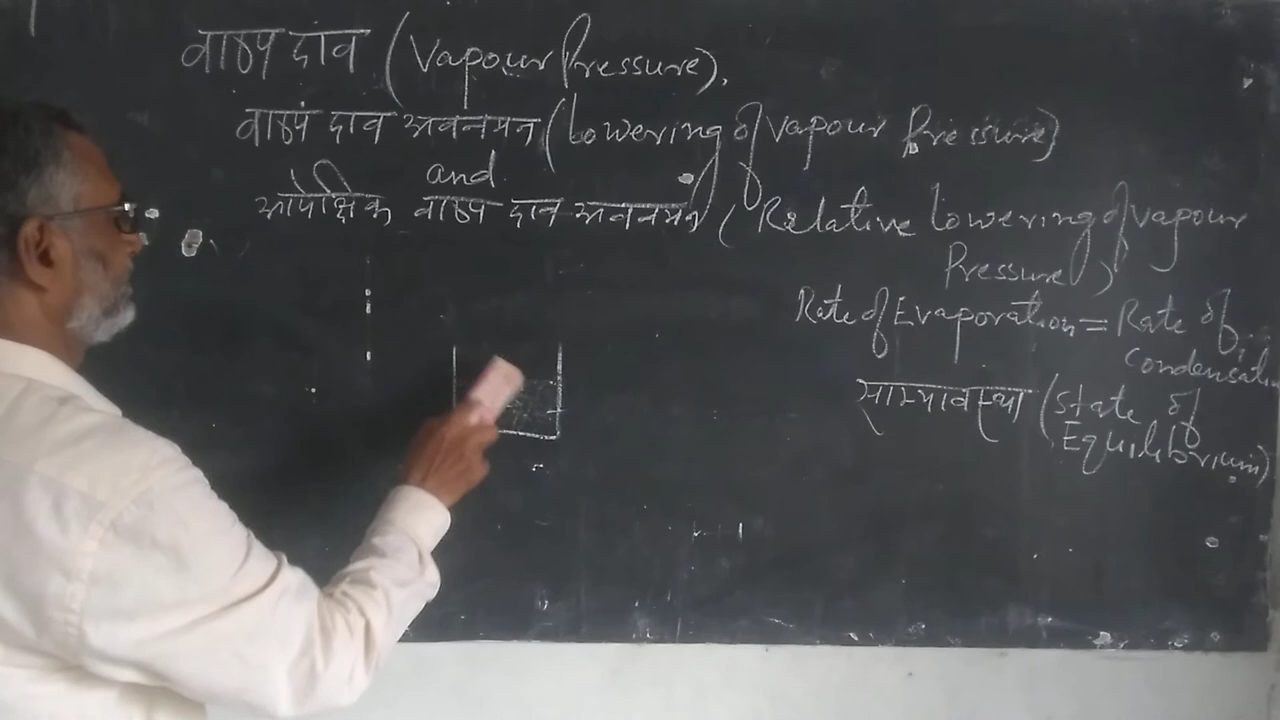 वाष्प दाव (Vapour Pressure).
वाष्प दाव अवनमन (Lowering of vapour Pressure)
and
आपेक्षिक वाष्प दाव अवनमन (Relative lowering of vapour
Pressure)
Rate of Evaporation = Rate of
condensati
साम्यावस्था (State of
Equilibrium)